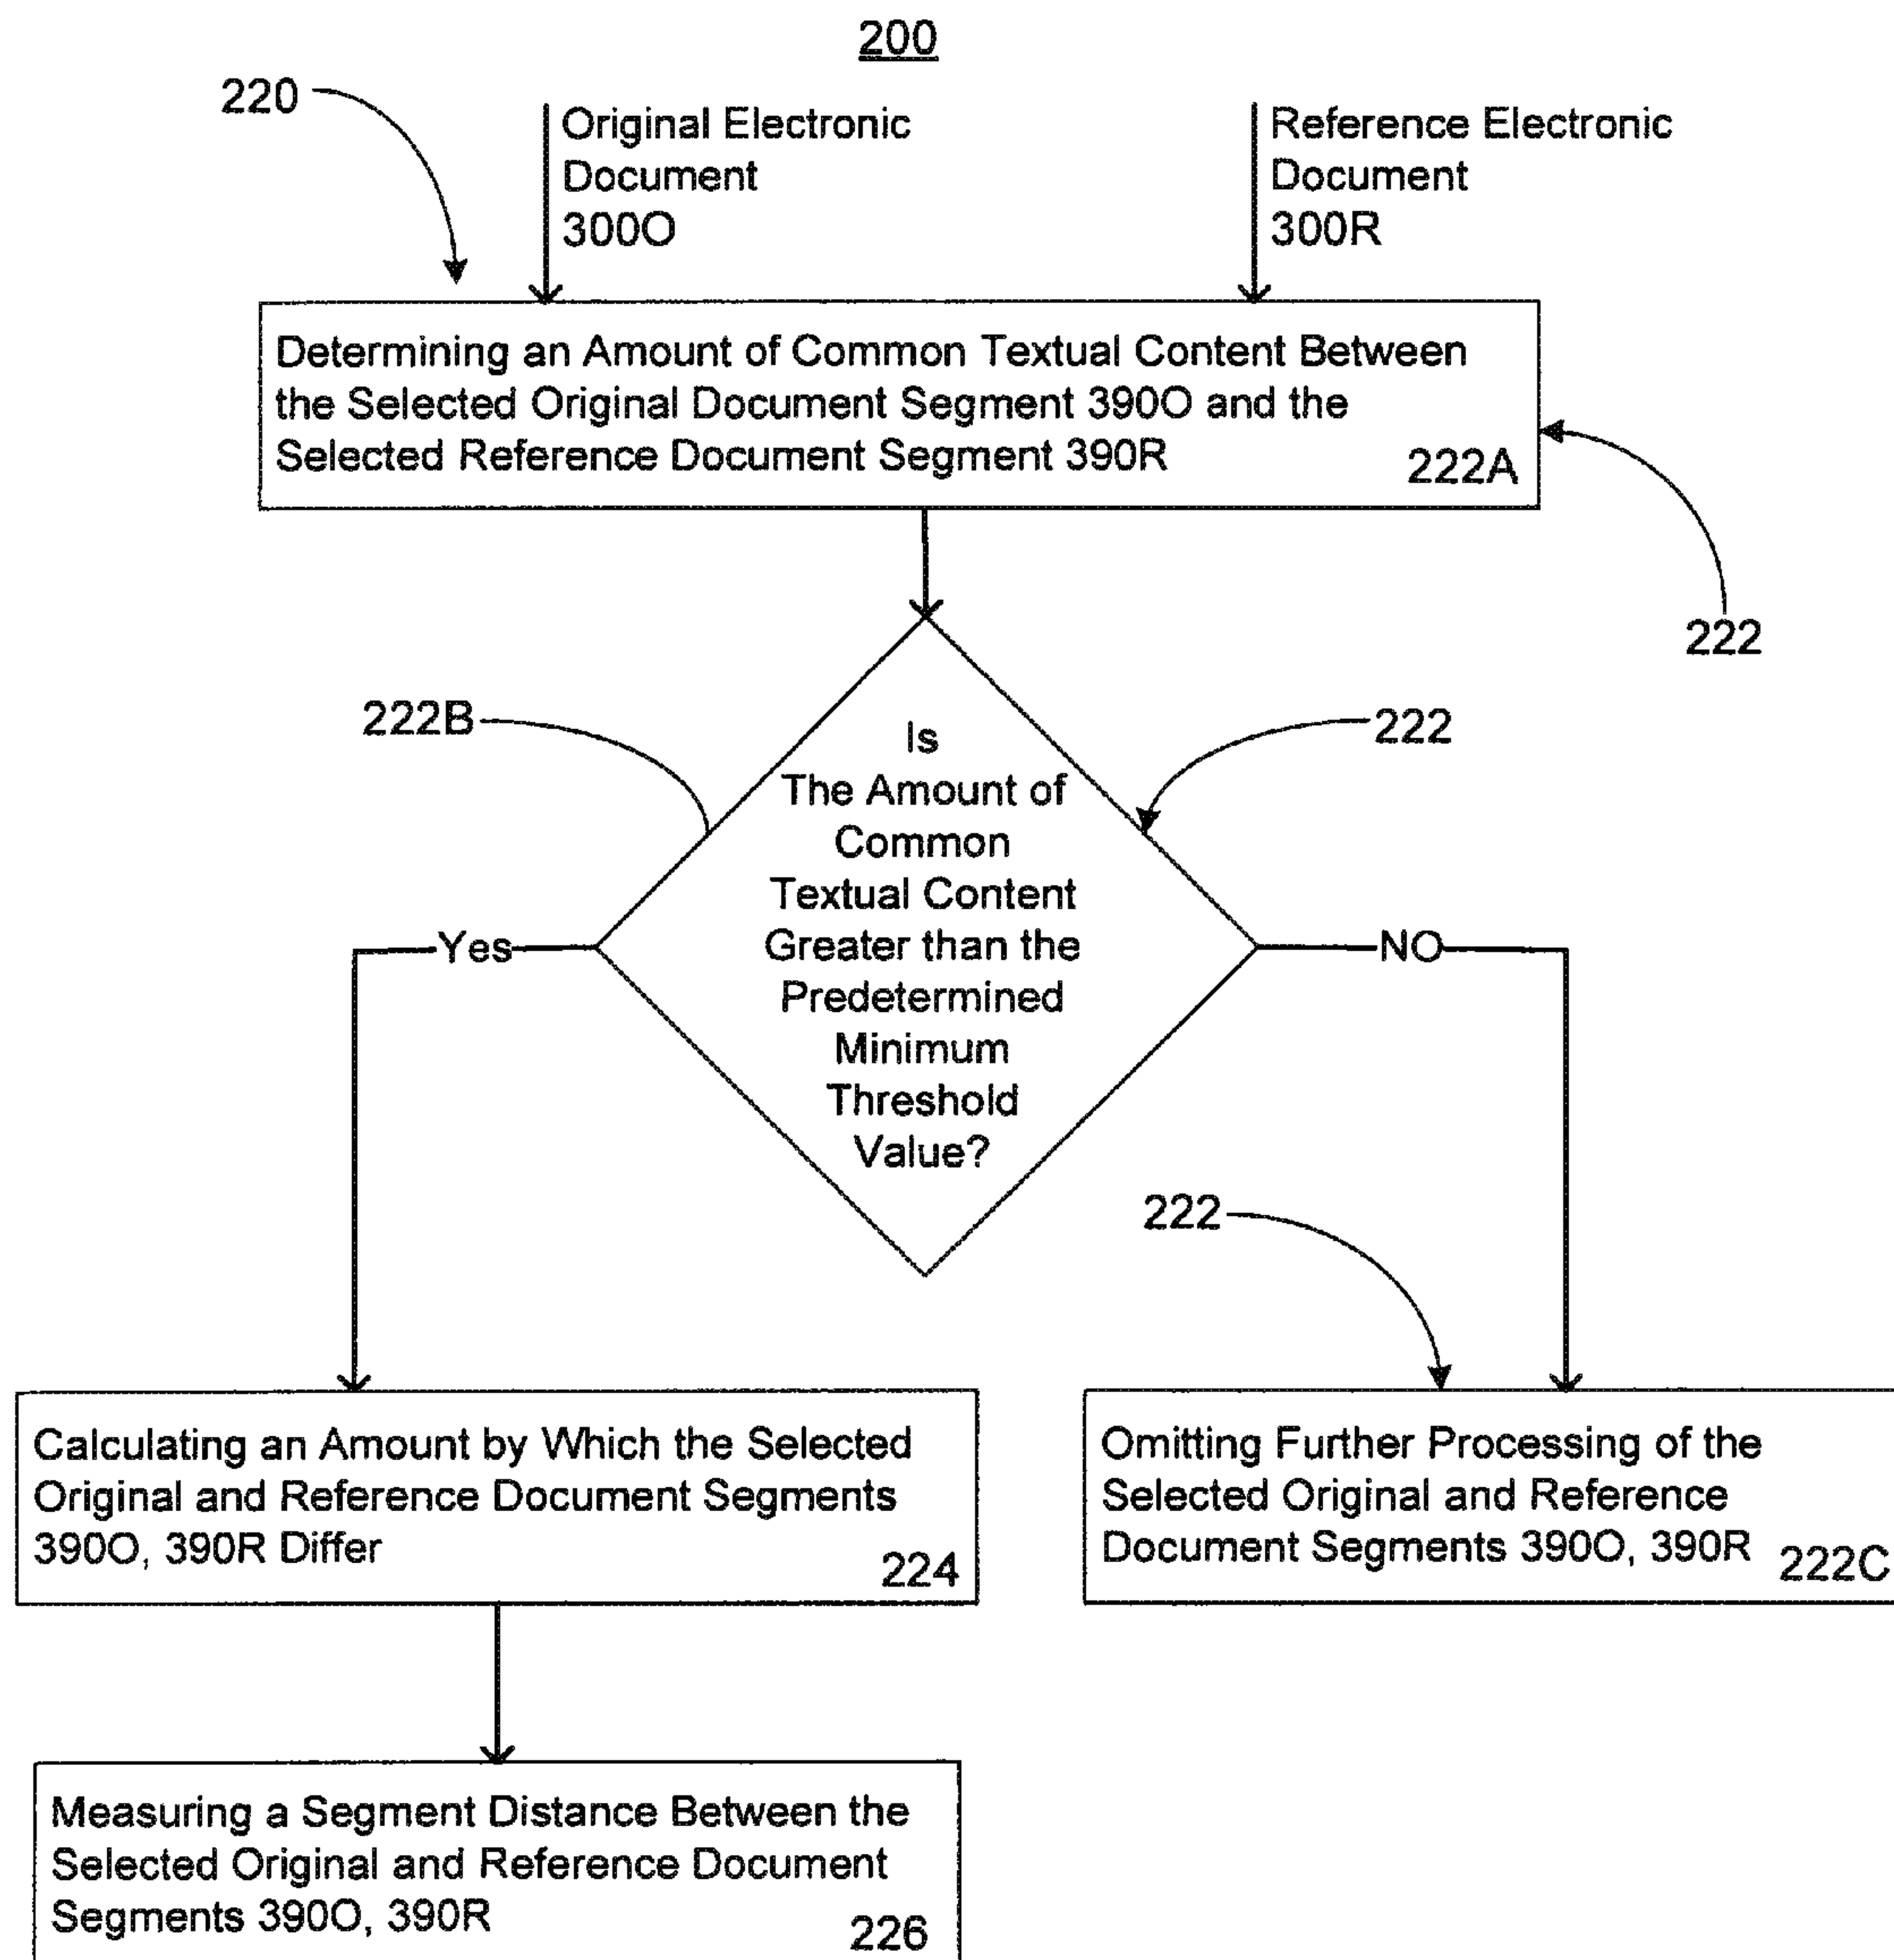 200
220
Original Electronic
Document
300O
Reference Electronic
Document
300R
Determining an Amount of Common Textual Content Between
the Selected Original Document Segment 390O and the
Selected Reference Document Segment 390R
222A
222
222B
222
Is
The Amount of
Common
Textual Content
Greater than the
Predetermined
Minimum
Threshold
Value?
Yes
NO
222
Calculating an Amount by Which the Selected
Original and Reference Document Segments
390O, 390R Differ
224
Omitting Further Processing of the
Selected Original and Reference
Document Segments 390O, 390R
222C
Measuring a Segment Distance Between the
Selected Original and Reference Document
Segments 390O, 390R
226